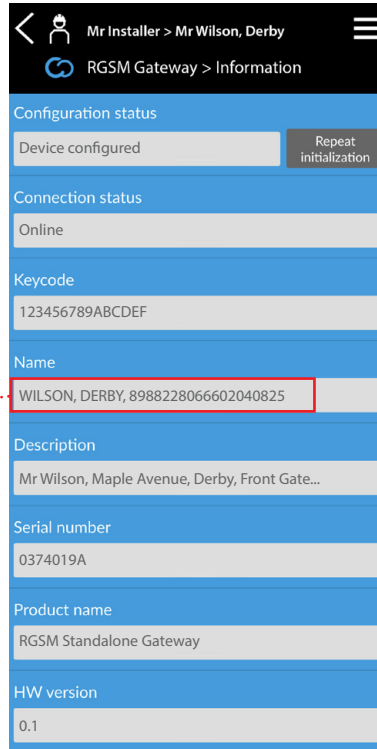 Mr Installer > Mr Wilson, Derby
RGSM Gateway > Information
Configuration status
Device configured
Repeat
initialization
Connection status
Online
Keycode
123456789ABCDEF
Name
WILSON, DERBY, 8988228066602040825
Description
Mr Wilson, Maple Avenue, Derby, Front Gate...
Serial number
0374019A
Product name
RGSM Standalone Gateway
HW version
0.1